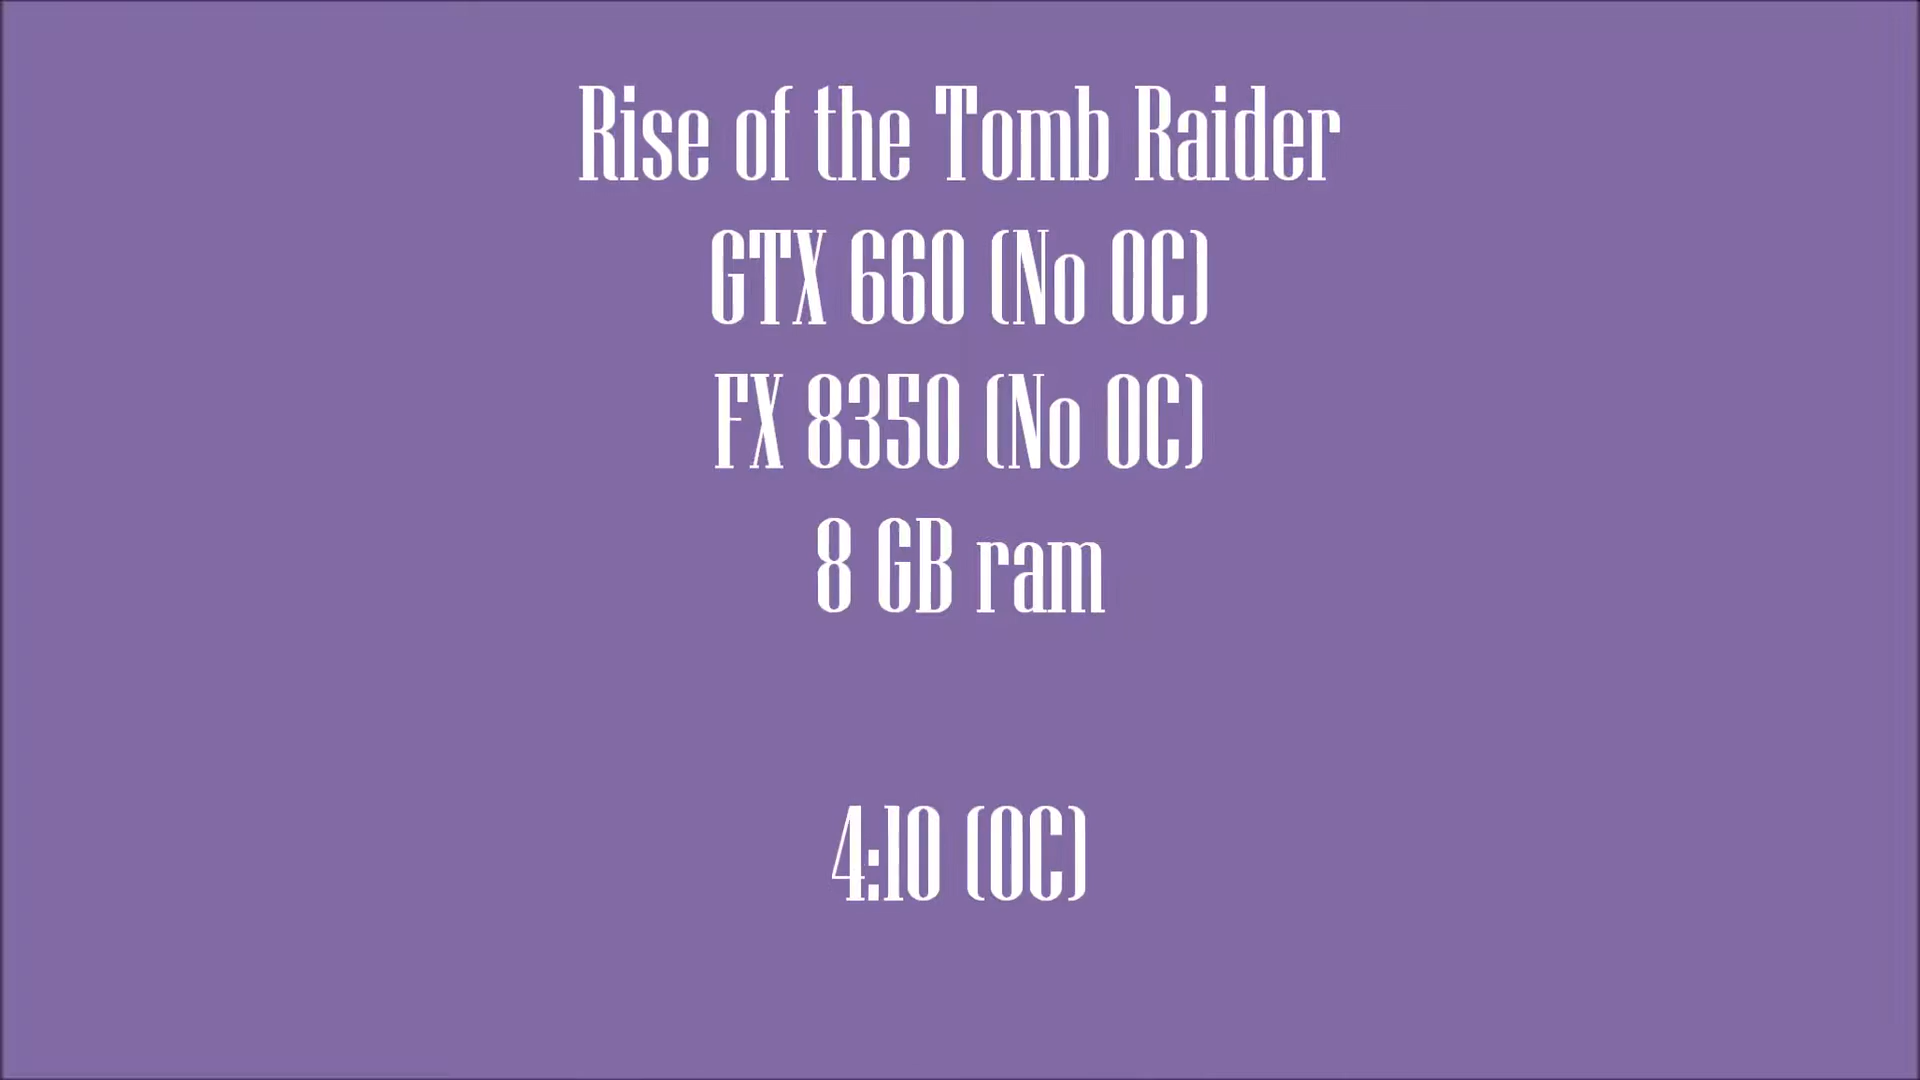 Rise of the Tomb Raider
GTX 660 (No OC)
FX 8350 (No OC)
8 GB ram
4:10 (OC)